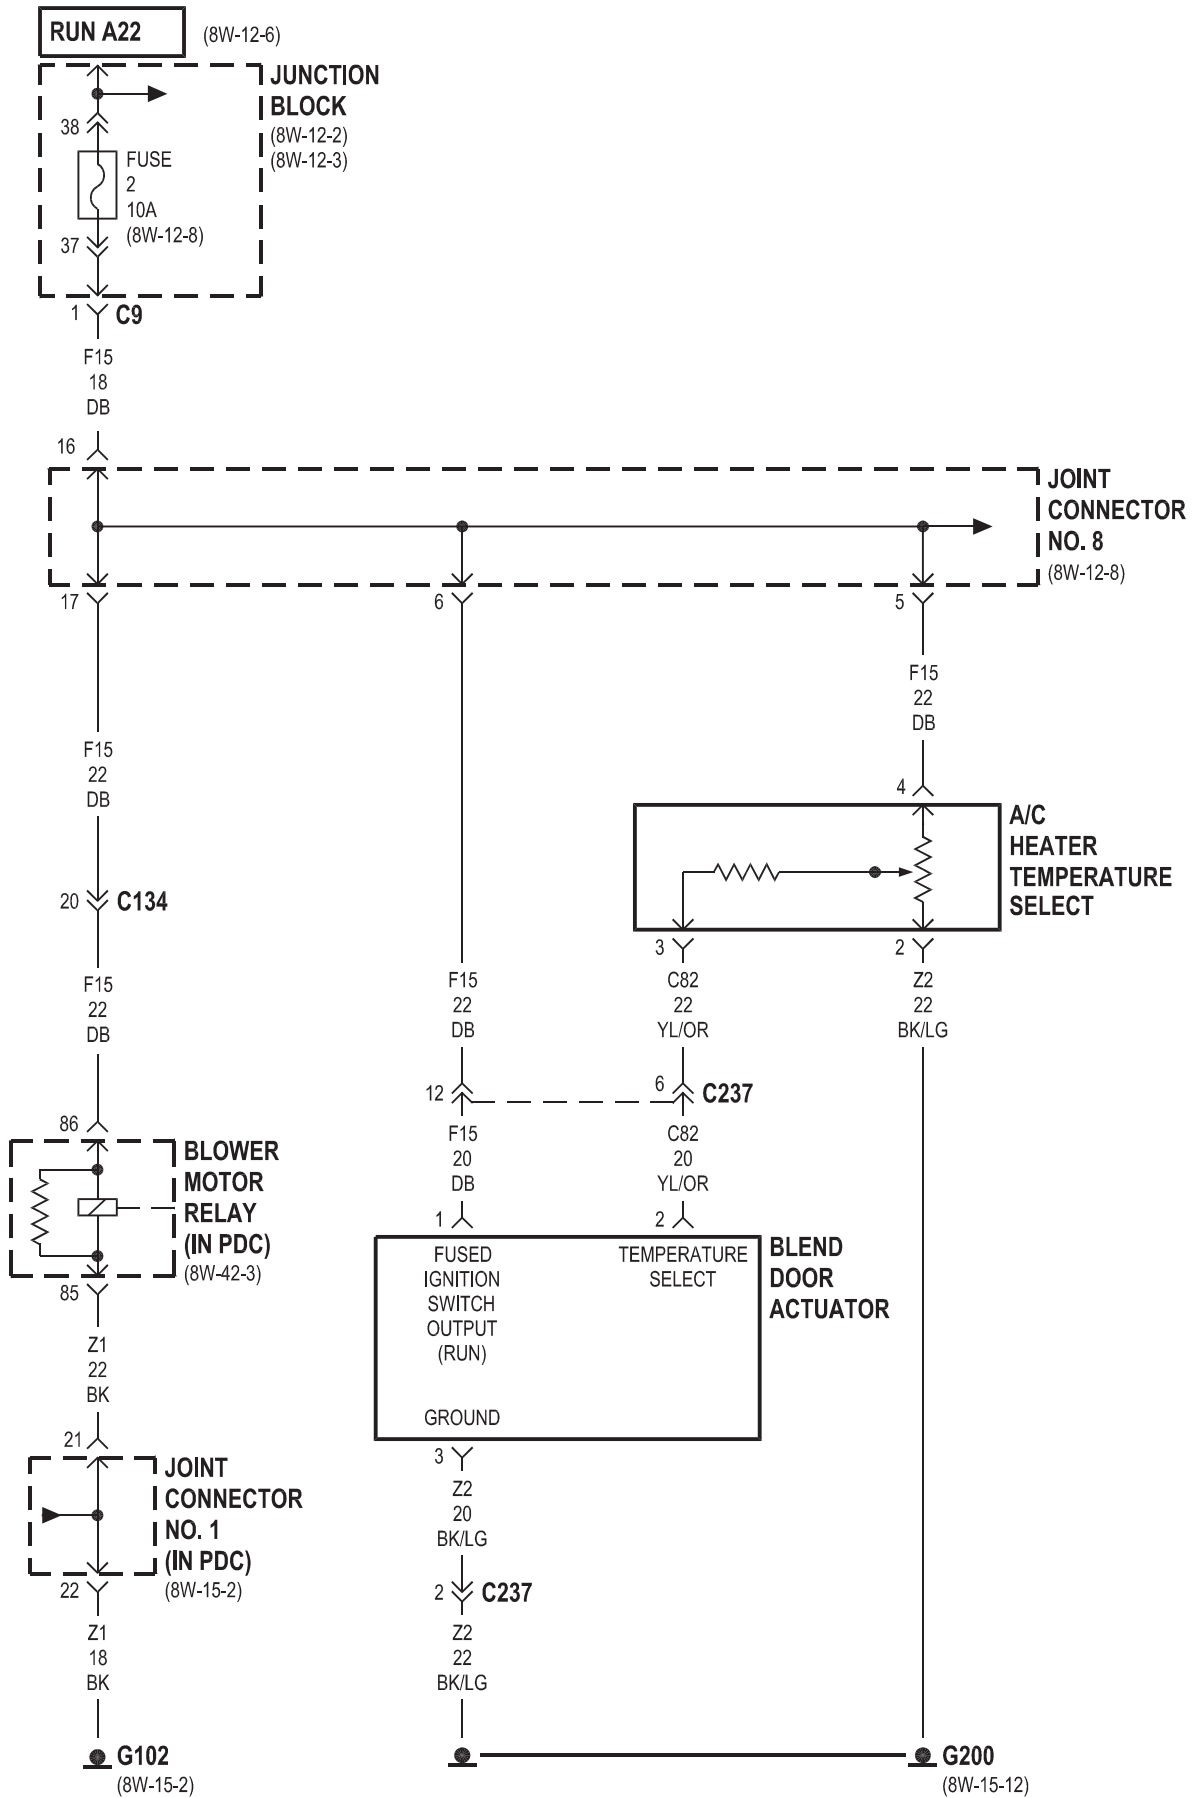 RUN A22
(8W-12-6)
JUNCTION
BLOCK
(8W-12-2)
(8W-12-3)
38
FUSE
2
10A
(8W-12-8)
37
1
C9
F15
18
DB
16
JOINT
CONNECTOR
NO. 8
(8W-12-8)
17
6
5
F15
22
DB
F15
22
DB
4
A/C
HEATER
TEMPERATURE
SELECT
20
C134
3
2
F15
22
DB
F15
22
DB
C82
22
YL/OR
Z2
22
BK/LG
12
6
C237
F15
20
DB
C82
20
YL/OR
86
BLOWER
MOTOR
RELAY
(IN PDC)
(8W-42-3)
85
1
2
FUSED
IGNITION
SWITCH
OUTPUT
(RUN)
TEMPERATURE
SELECT
BLEND
DOOR
ACTUATOR
GROUND
Z1
22
BK
21
JOINT
CONNECTOR
NO. 1
(IN PDC)
(8W-15-2)
22
3
Z2
20
BK/LG
2
C237
Z1
18
BK
Z2
22
BK/LG
G102
(8W-15-2)
G200
(8W-15-12)